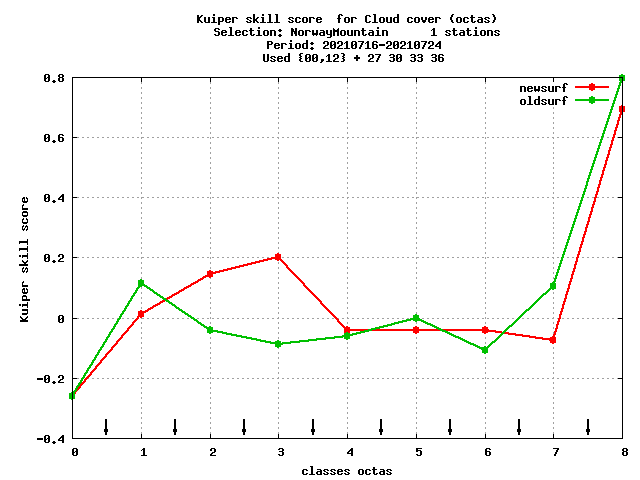 Kuiper skill score  for Cloud cover (octas)
Selection: NorwayMountain      1 stations
Period: 20210716-20210724
Used {00,12} + 27 30 33 36
newsurf
oldsurf
0.8
0.6
0.4
0.2
0
-0.2
-0.4
Kuiper skill score
0 1 2 3 4 5 6 7 8
classes octas